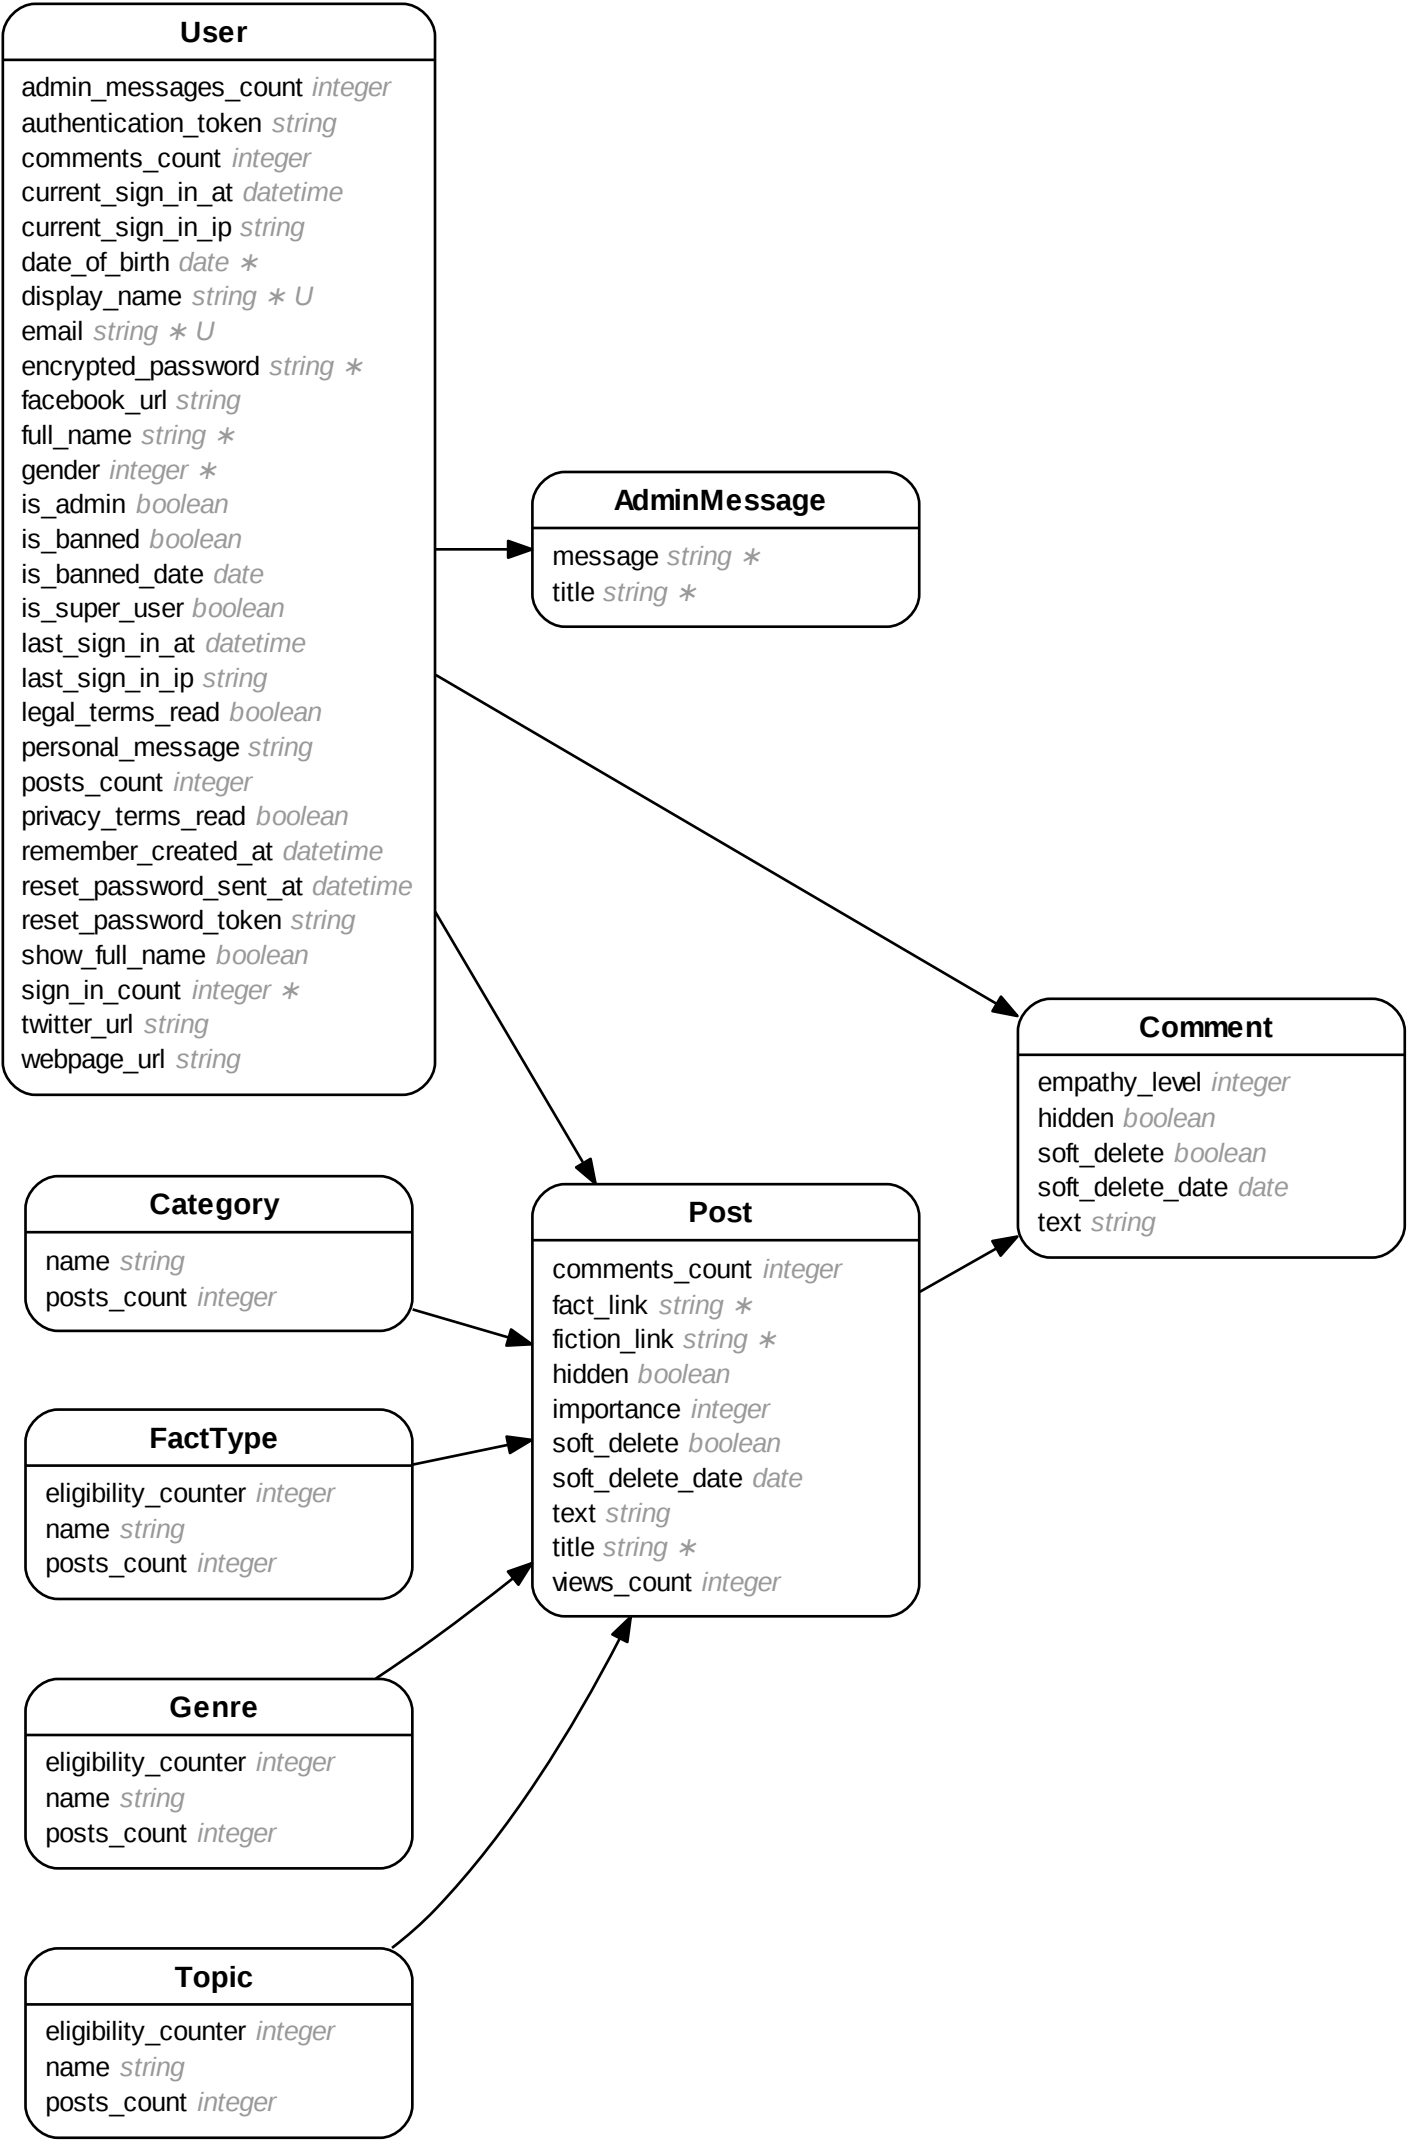 User
admin_messages_count integer
authentication_token string
comments_count integer
current_sign_in_at datetime
current_sign_in_ip string
date_of_birth date ∗
display_name string ∗ U
email string ∗ U
encrypted_password string ∗
facebook_url string
full_name string ∗
gender integer ∗
is_admin boolean
is_banned boolean
is_banned_date date
is_super_user boolean
last_sign_in_at datetime
last_sign_in_ip string
legal_terms_read boolean
personal_message string
posts_count integer
privacy_terms_read boolean
remember_created_at datetime
reset_password_sent_at datetime
reset_password_token string
show_full_name boolean
sign_in_count integer ∗
twitter_url string
webpage_url string
AdminMessage
message string ∗
title string ∗
Comment
empathy_level integer
hidden boolean
soft_delete boolean
soft_delete_date date
text string
Category
name string
posts_count integer
Post
comments_count integer
fact_link string ∗
fiction_link string ∗
hidden boolean
importance integer
soft_delete boolean
soft_delete_date date
text string
title string ∗
views_count integer
FactType
eligibility_counter integer
name string
posts_count integer
Genre
eligibility_counter integer
name string
posts_count integer
Topic
eligibility_counter integer
name string
posts_count integer